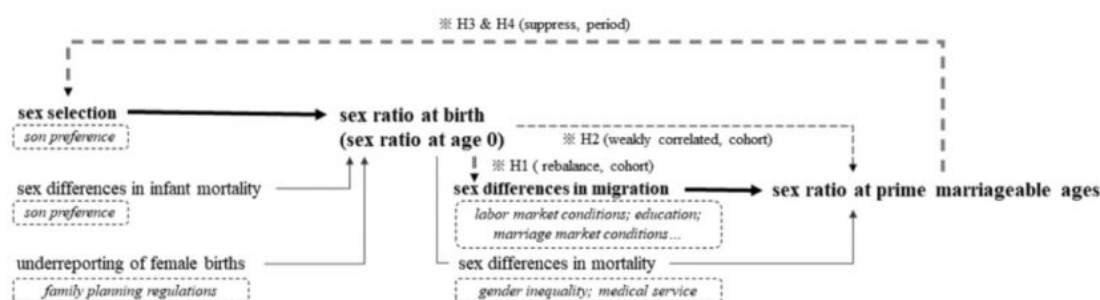 ※ H3 & H4 (suppress, period)
sex selection
son preference
sex ratio at birth
(sex ratio at age 0)
※ H2 (weakly correlated, cohort)
※ H1 ( rebalance, cohort)
sex differences in infant mortality
son preference
sex differences in migration
labor market conditions; education;
marriage market conditions…
sex ratio at prime marriageable ages
underreporting of female births
family planning regulations
sex differences in mortality
gender inequality; medical service